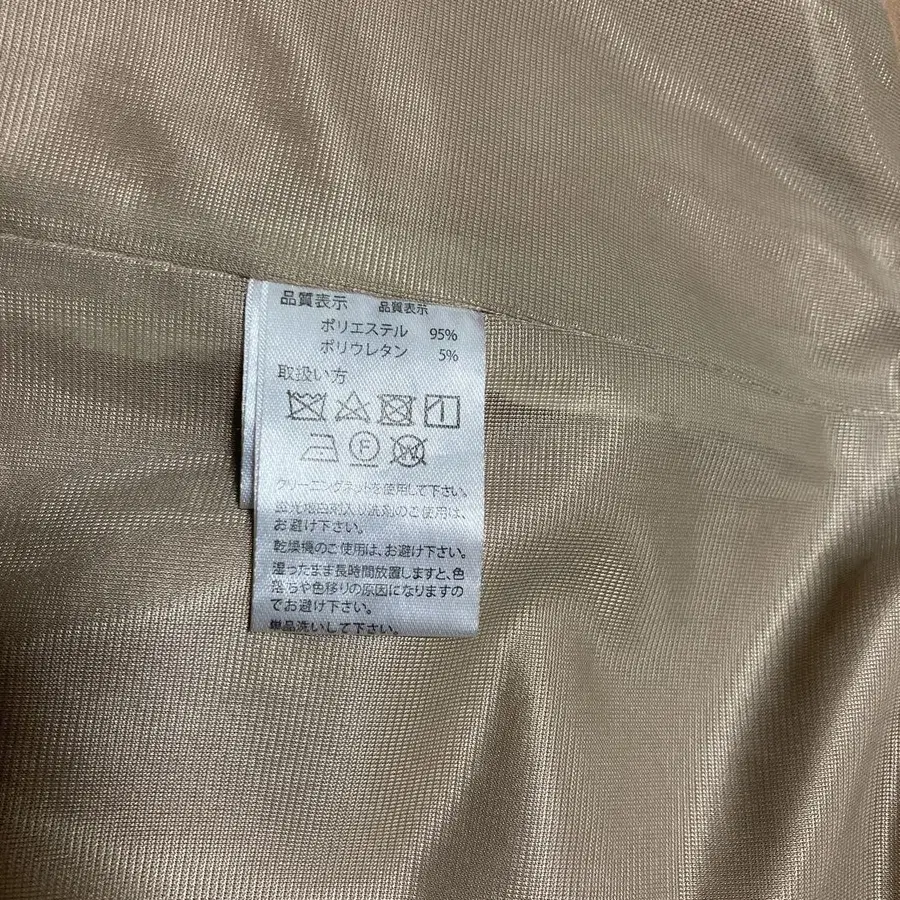 品質表示 品質表示
ポリエステル 95%
ポリウレタン 5%
取扱い方
F W
クリーニングネットを使用して下さい。
蛍光増白剤入り洗剤のご使用は、
お避け下さい。
乾燥機のご使用は、お避け下さい。
湿ったまま長時間放置しますと、色
落ちや色移りの原因になりますの
でお避け下さい。
単品洗いして下さい。